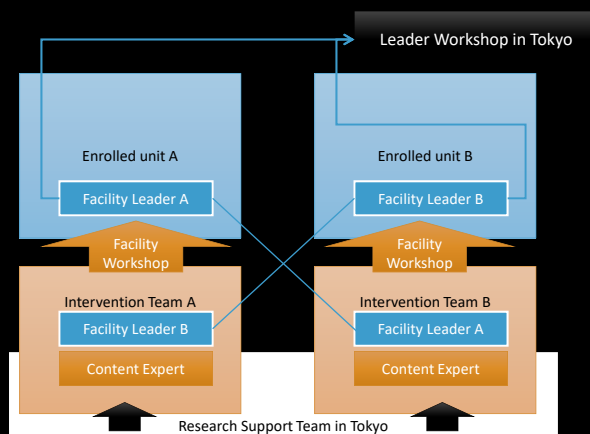 Leader Workshop in Tokyo
Enrolled unit A
Enrolled unit B
Facility Leader A
Facility Leader B
Facility
Workshop
Facility
Workshop
Intervention Team A
Intervention Team B
Facility Leader B
Facility Leader A
Content Expert
Content Expert
Research Support Team in Tokyo